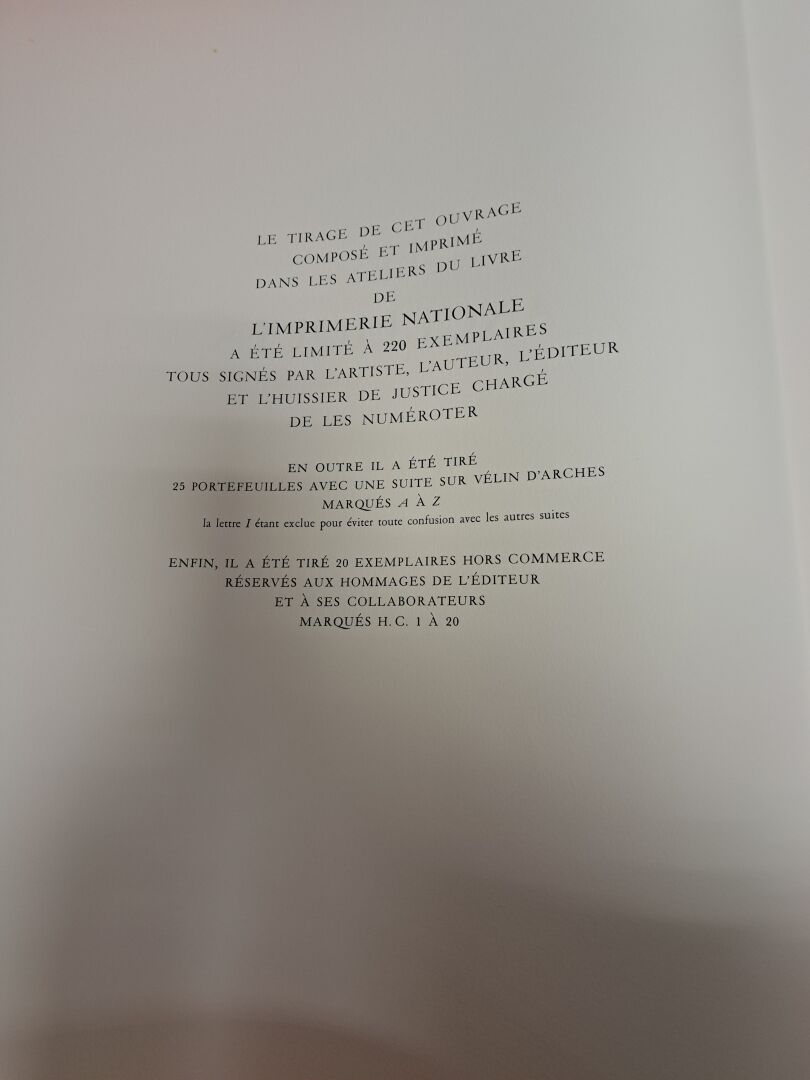 LE TIRAGE DE CET OUVRAGE
COMPOSÉ ET IMPRIMÉ
DANS LES ATELIERS DU LIVRE
DE
L'IMPRIMERIE NATIONALE
A ÉTÉ LIMITÉ À 220 EXEMPLAIRES
TOUS SIGNÉS PAR L'ARTISTE, L'AUTEUR, L'ÉDITEUR
ET L'HUISSIER DE JUSTICE CHARGÉ
DE LES NUMÉROTER
EN OUTRE IL A ÉTÉ TIRÉ
25 PORTEFEUILLES AVEC UNE SUITE SUR VÉLIN D'ARCHES
MARQUÉS A À Z
la lettre I étant exclue pour éviter toute confusion avec les autres suites
ENFIN, IL A ÉTÉ TIRÉ 20 EXEMPLAIRES HORS COMMERCE
RÉSERVÉS AUX HOMMAGES DE L'ÉDITEUR
ET À SES COLLABORATEURS
MARQUÉS H. C. 1 À 20